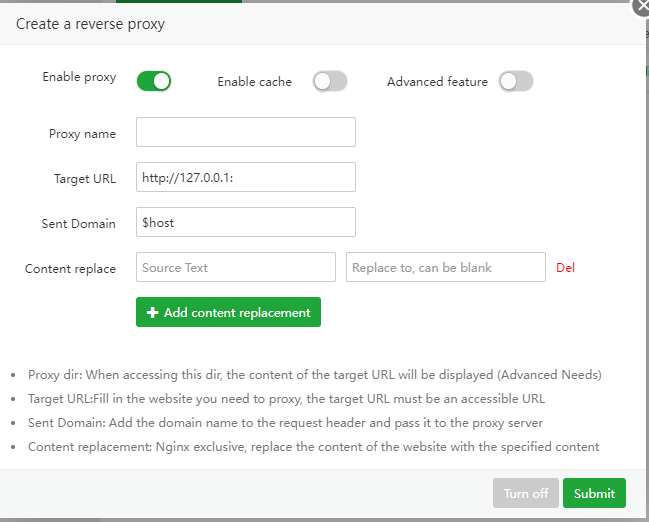 Create a reverse proxy
Enable proxy
Enable cache
Advanced feature
Proxy name
Target URL
http://127.0.0.1:
Sent Domain
$host
Content replace
Source Text
Replace to, can be blank
Del
+ Add content replacement
• Proxy dir: When accessing this dir, the content of the target URL will be displayed (Advanced Needs)
• Target URL:Fill in the website you need to proxy, the target URL must be an accessible URL
• Sent Domain: Add the domain name to the request header and pass it to the proxy server
• Content replacement: Nginx exclusive, replace the content of the website with the specified content
Turn off
Submit